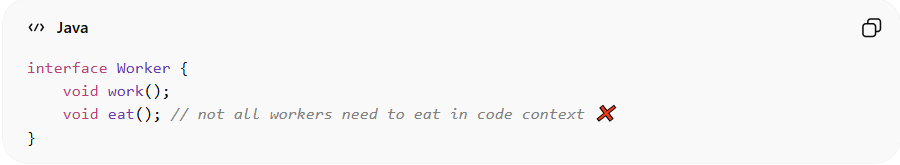 </> Java
interface Worker {
    void work();
    void eat(); // not all workers need to eat in code context ❌
}